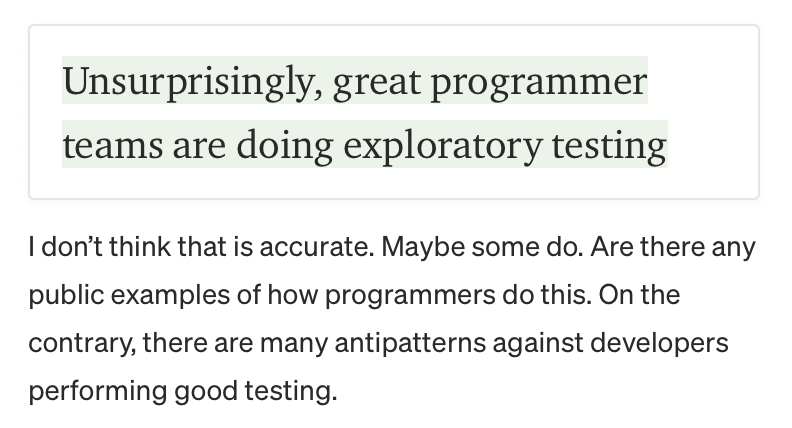 Unsurprisingly, great programmer
teams are doing exploratory testing
I don’t think that is accurate. Maybe some do. Are there any
public examples of how programmers do this. On the
contrary, there are many antipatterns against developers
performing good testing.